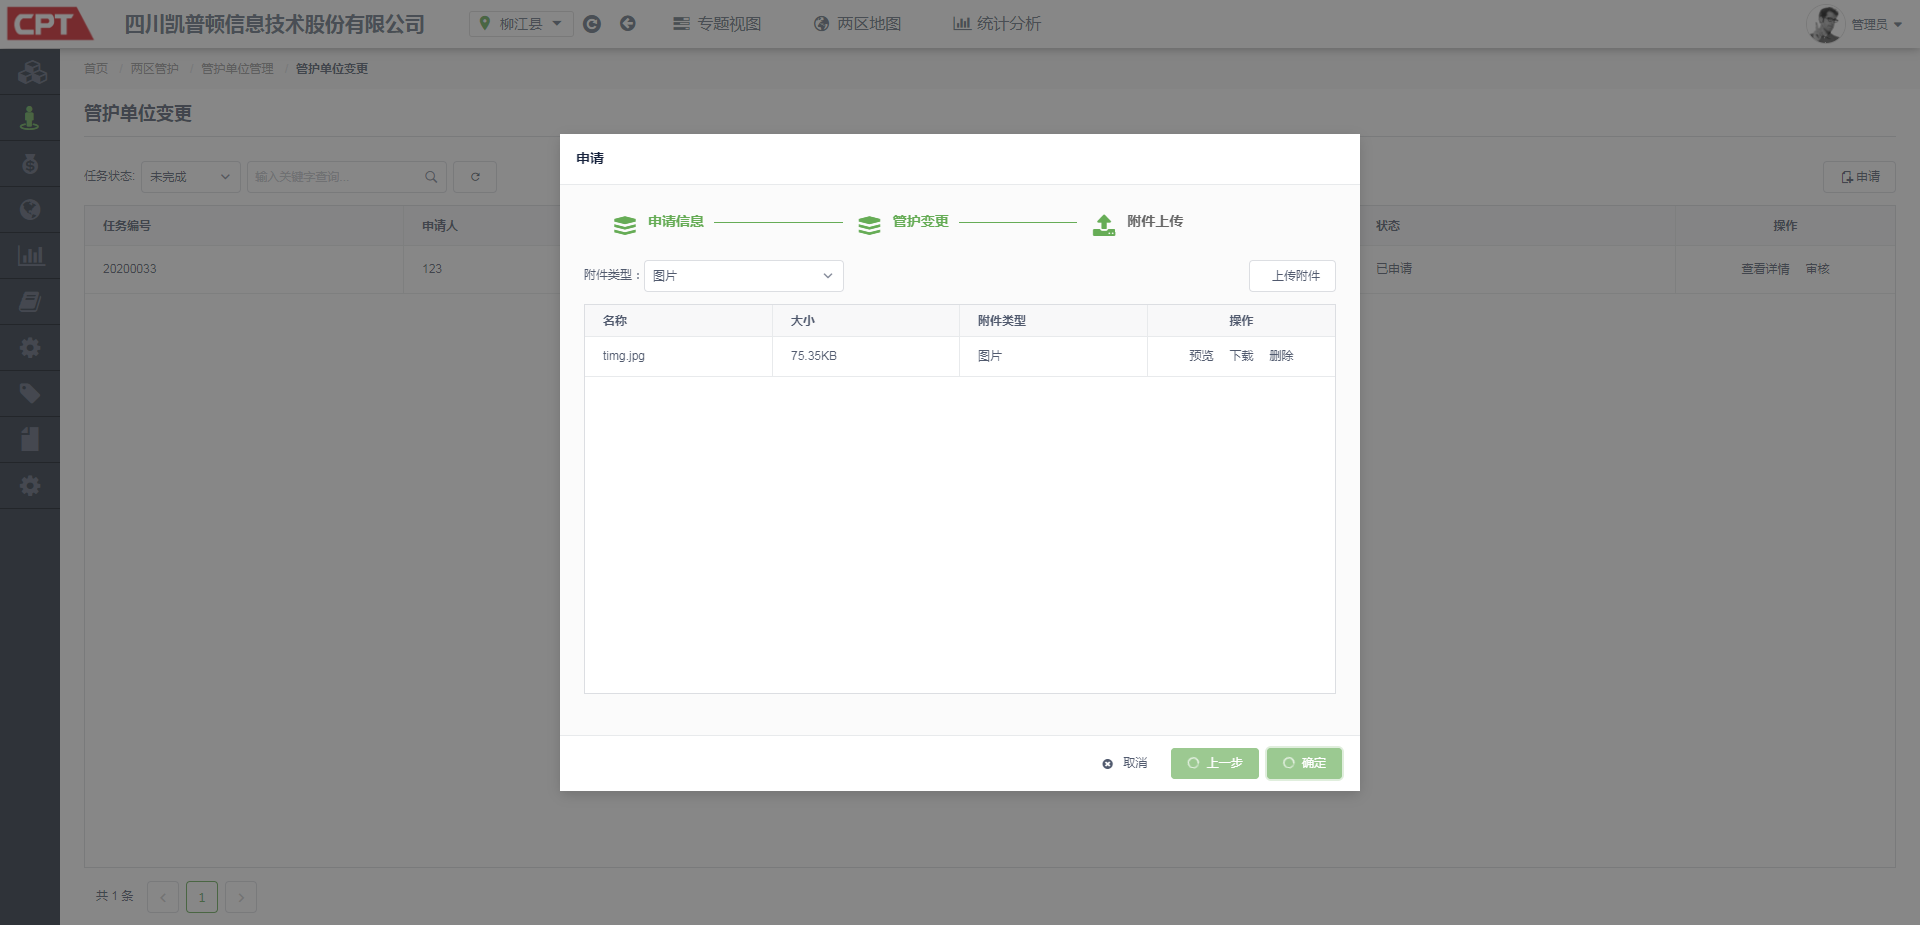 CPT 四川凯普顿信息技术股份有限公司 柳江县 专题视图 两区地图 统计分析 管理员
首页 / 两区管护 / 管护单位管理 / 管护单位变更
管护单位变更
任务状态: 未完成 输入关键字查询... 申请
任务编号 申请人 状态 操作
20200033 123 已申请 查看详情 审核
申请
申请信息 管护变更 附件上传
附件类型： 图片 上传附件
名称 大小 附件类型 操作
timg.jpg 75.35KB 图片 预览 下载 删除
取消 上一步 确定
共 1 条 < 1 >